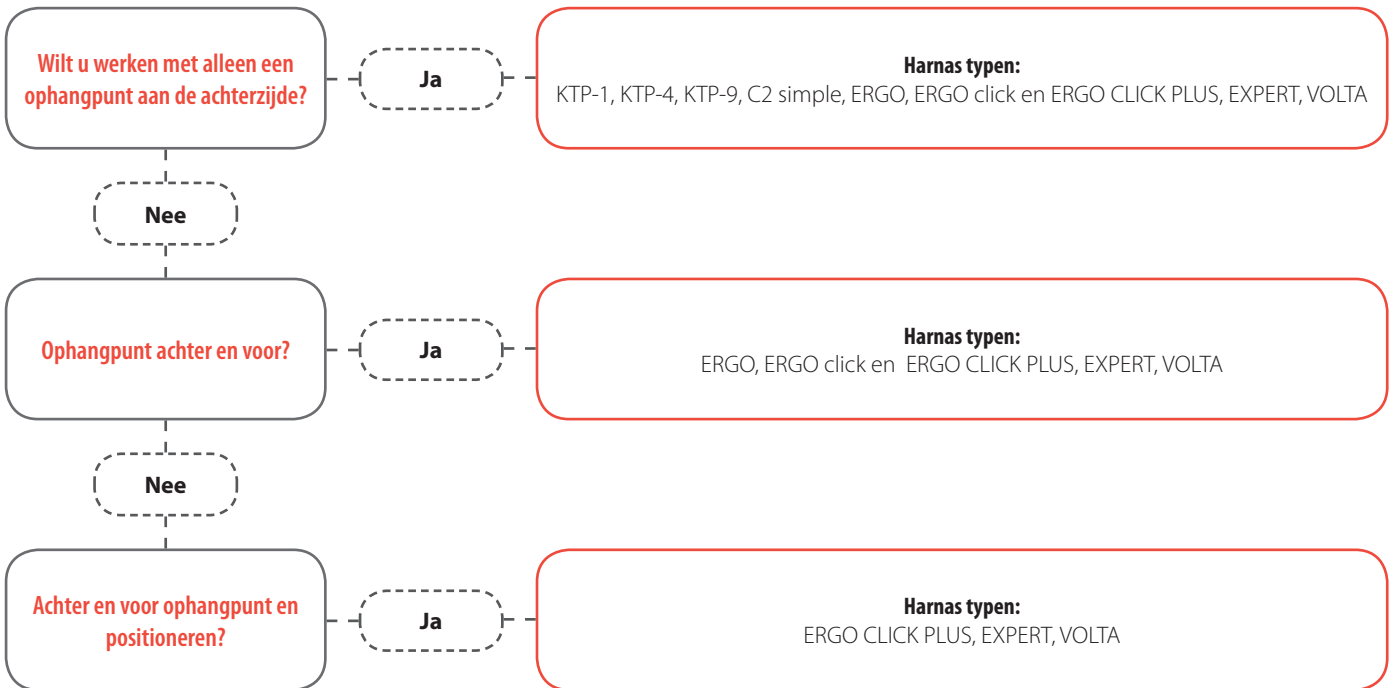 Wilt u werken met alleen een
ophangpunt aan de achterzijde?
Ja
Harnas typen:
KTP-1, KTP-4, KTP-9, C2 simple, ERGO, ERGO click en ERGO CLICK PLUS, EXPERT, VOLTA
Nee
Ophangpunt achter en voor?
Ja
Harnas typen:
ERGO, ERGO click en ERGO CLICK PLUS, EXPERT, VOLTA
Nee
Achter en voor ophangpunt en
positioneren?
Ja
Harnas typen:
ERGO CLICK PLUS, EXPERT, VOLTA